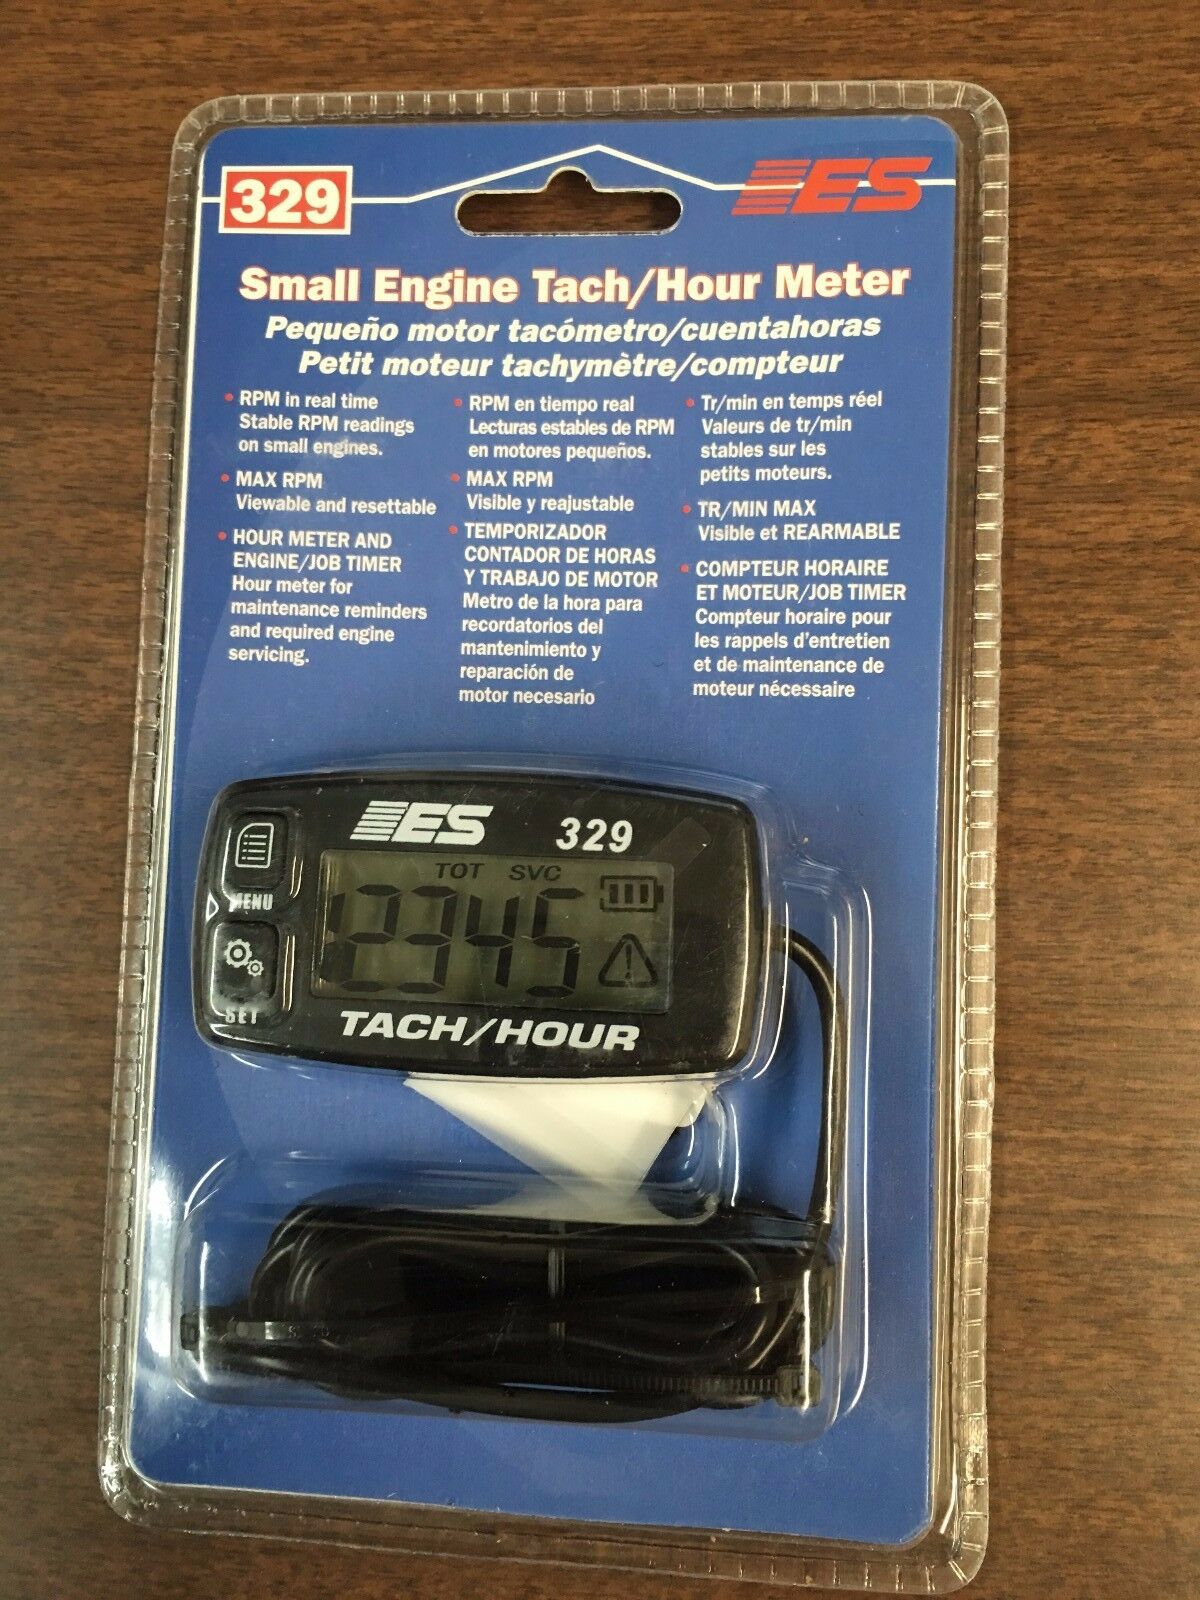 329
ES
Small Engine Tach/Hour Meter
Pequeño motor tacómetro/cuentahoras
Petit moteur tachymètre/compteur
• RPM in real time
Stable RPM readings
on small engines.
• MAX RPM
Viewable and resettable
• HOUR METER AND
ENGINE/JOB TIMER
Hour meter for
maintenance reminders
and required engine
servicing.
• RPM en tiempo real
Lecturas estables de RPM
en motores pequeños.
• MAX RPM
Visible y reajustable
• TEMPORIZADOR
CONTADOR DE HORAS
Y TRABAJO DE MOTOR
Metro de la hora para
recordatorios del
mantenimiento y
reparación de
motor necesario
• Tr/min en temps réel
Valeurs de tr/min
stables sur les
petits moteurs.
• TR/MIN MAX
Visible et REARMABLE
• COMPTEUR HORAIRE
ET MOTEUR/JOB TIMER
Compteur horaire pour
les rappels d'entretien
et de maintenance de
moteur nécessaire
ES 329
TOT SVC
12345
MENU
SET
TACH/HOUR